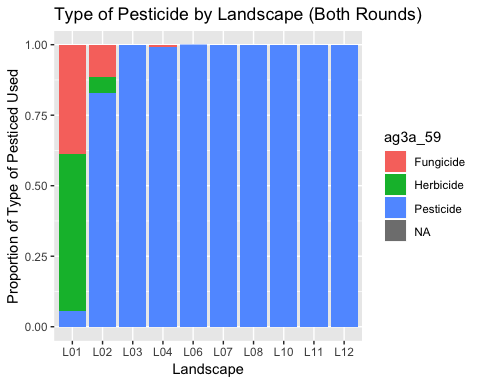 Type of Pesticide by Landscape (Both Rounds)
Proportion of Type of Pesticed Used
1.00
0.75
0.50
0.25
0.00
L01 L02 L03 L04 L06 L07 L08 L10 L11 L12
Landscape
ag3a_59
Fungicide
Herbicide
Pesticide
NA